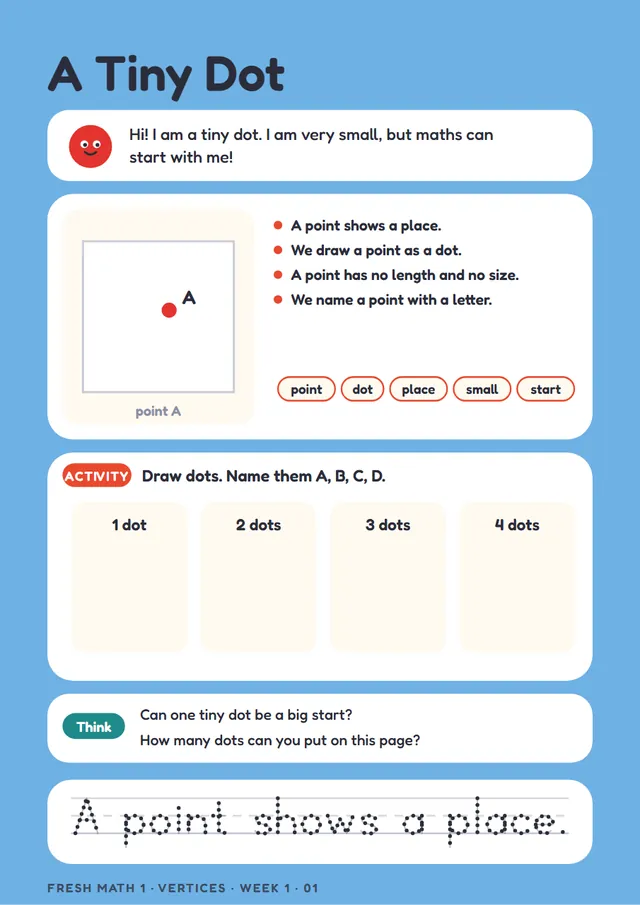 A Tiny Dot
Hi! I am a tiny dot. I am very small, but maths can
start with me!
A
point A
A point shows a place.
We draw a point as a dot.
A point has no length and no size.
We name a point with a letter.
point dot place small start
ACTIVITY Draw dots. Name them A, B, C, D.
1 dot 2 dots 3 dots 4 dots
Think
Can one tiny dot be a big start?
How many dots can you put on this page?
A point shows a place.
FRESH MATH 1 · VERTICES · WEEK 1 · 01